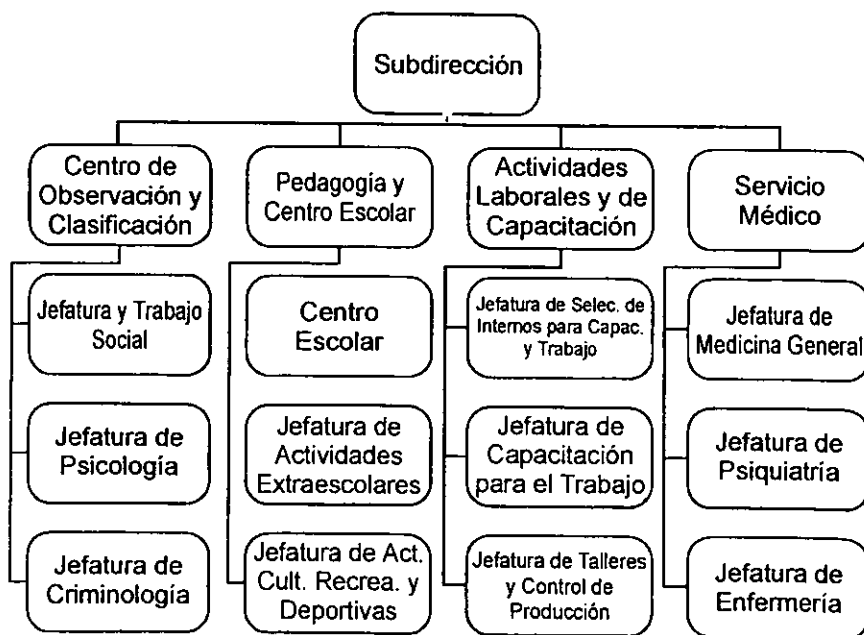 Subdirección
Centro de
Observación y
Clasificación
Pedagogía y
Centro Escolar
Actividades
Laborales y de
Capacitación
Servicio
Médico
Jefatura y Trabajo
Social
Centro
Escolar
Jefatura de Selec. de
Internos para Capac.
y Trabajo
Jefatura de
Medicina General
Jefatura de
Psicología
Jefatura de
Actividades
Extraescolares
Jefatura de
Capacitación
para el Trabajo
Jefatura de
Psiquiatría
Jefatura de
Criminología
Jefatura de Act.
Cult. Recrea. y
Deportivas
Jefatura de Talleres
y Control de
Producción
Jefatura de
Enfermería